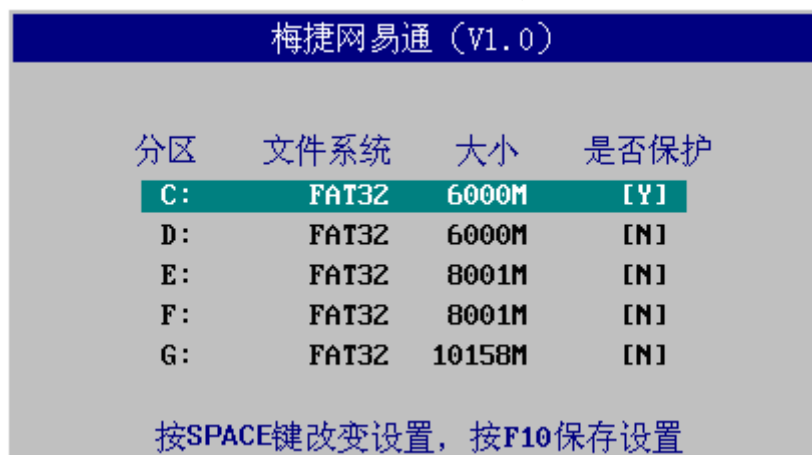 梅捷网易通（V1.0）
分区 文件系统 大小 是否保护
C: FAT32 6000M [Y]
D: FAT32 6000M [N]
E: FAT32 8001M [N]
F: FAT32 8001M [N]
G: FAT32 10158M [N]
按SPACE键改变设置，按F10保存设置